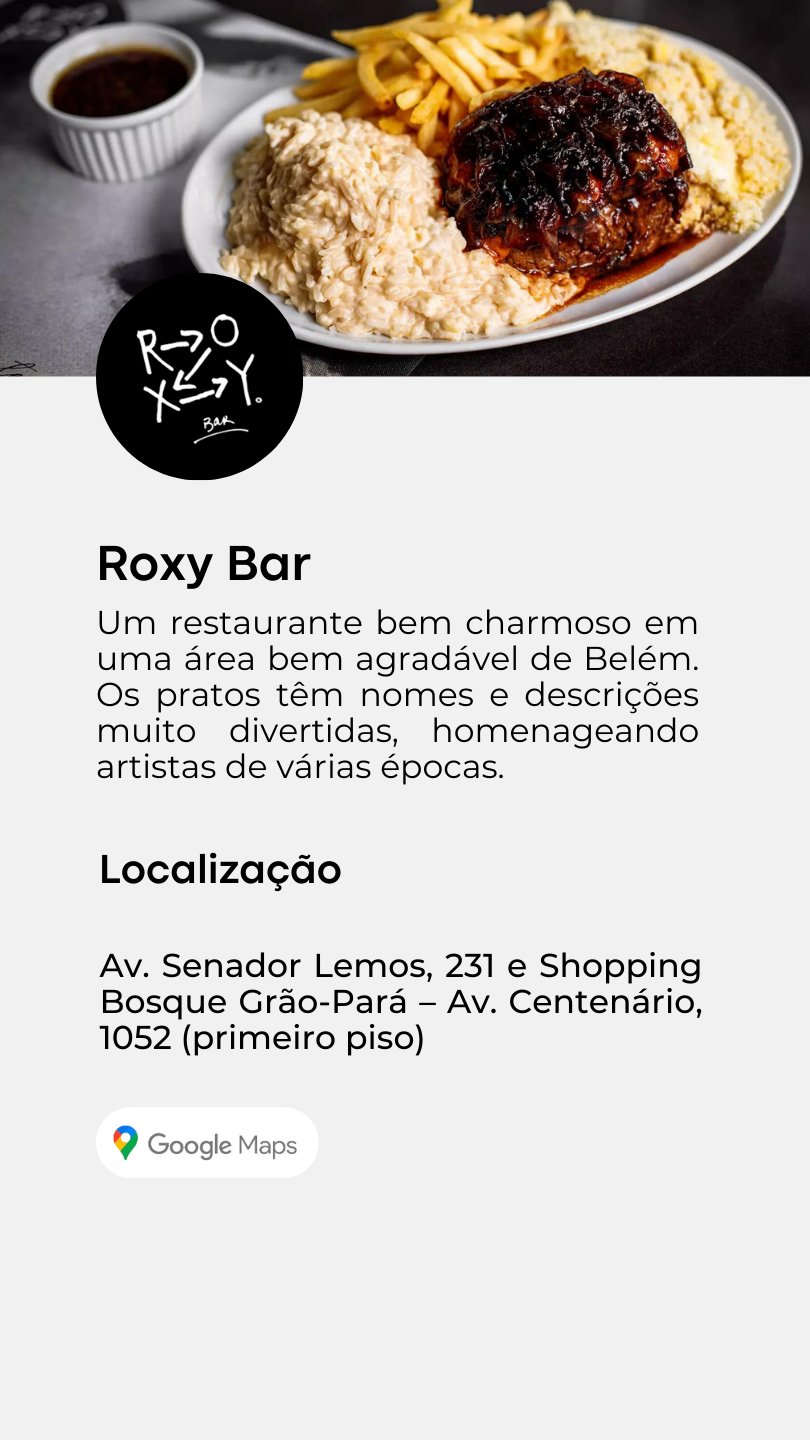 R O
X Y.
Bar
Roxy Bar
Um restaurante bem charmoso em
uma área bem agradável de Belém.
Os pratos têm nomes e descrições
muito divertidas, homenageando
artistas de várias épocas.
Localização
Av. Senador Lemos, 231 e Shopping
Bosque Grão-Pará – Av. Centenário,
1052 (primeiro piso)
Google Maps